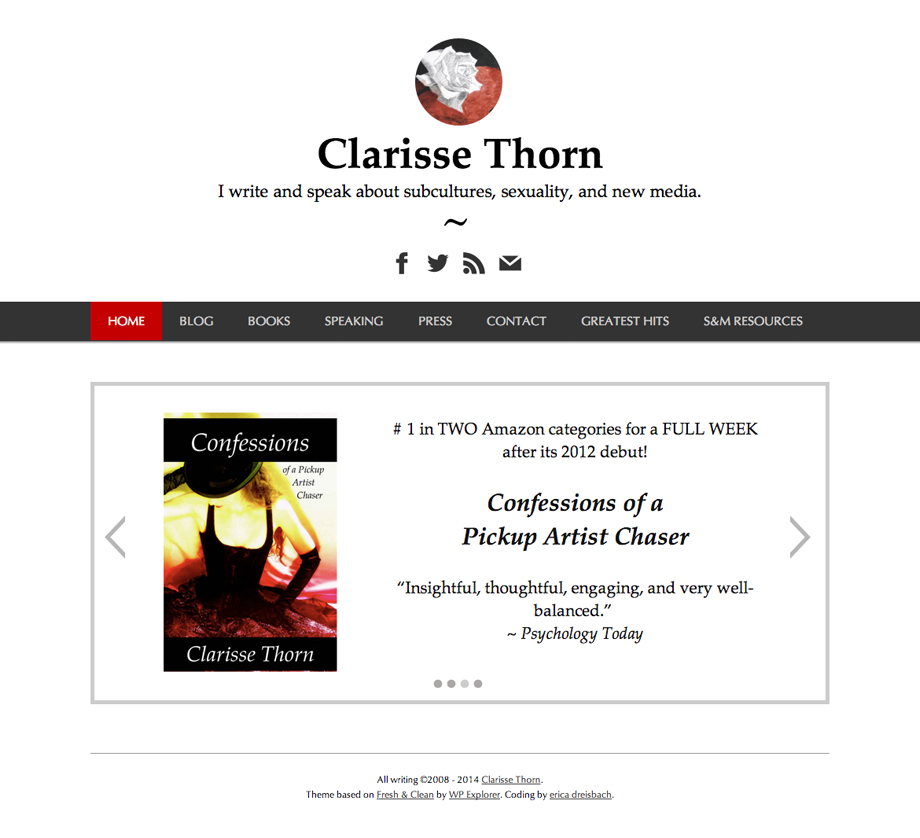 Clarisse Thorn
I write and speak about subcultures, sexuality, and new media.
~
HOME BLOG BOOKS SPEAKING PRESS CONTACT GREATEST HITS S&M RESOURCES
Confessions
of a Pickup
Artist
Chaser
Clarisse Thorn
# 1 in TWO Amazon categories for a FULL WEEK
after its 2012 debut!
Confessions of a
Pickup Artist Chaser
“Insightful, thoughtful, engaging, and very well-
balanced.”
~ Psychology Today
All writing ©2008 - 2014 Clarisse Thorn.
Theme based on Fresh & Clean by WP Explorer. Coding by erica dreisbach.